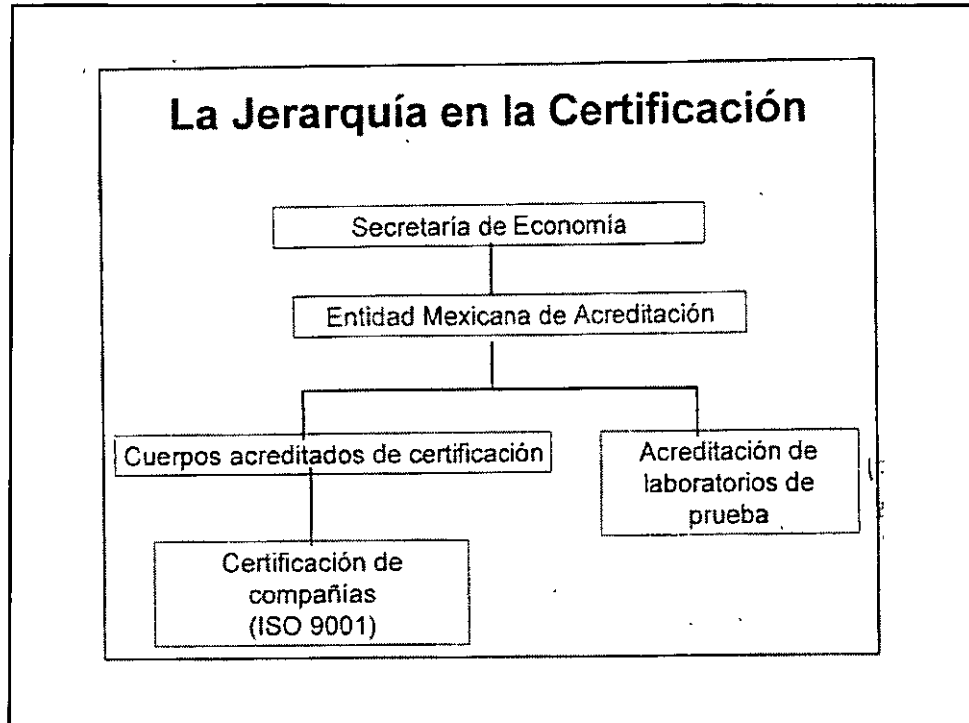 La Jerarquía en la Certificación
Secretaría de Economía
Entidad Mexicana de Acreditación
Cuerpos acreditados de certificación
Acreditación de
laboratorios de
prueba
Certificación de
compañías
(ISO 9001)